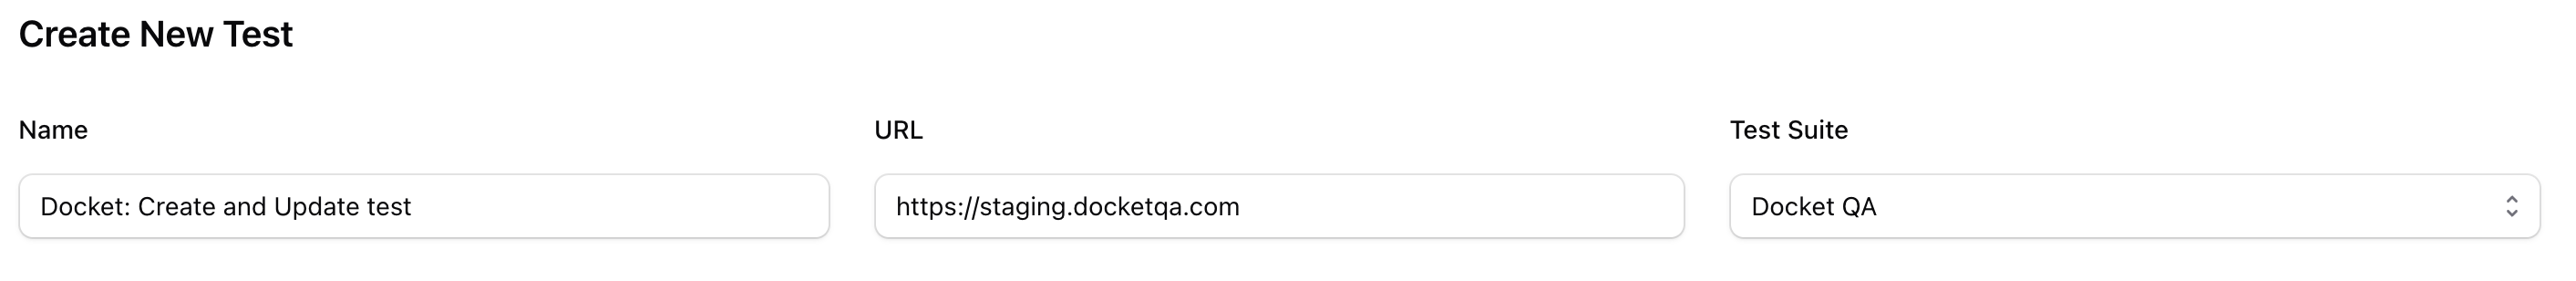 Create New Test
Name
URL
Test Suite
Docket: Create and Update test
https://staging.docketqa.com
Docket QA